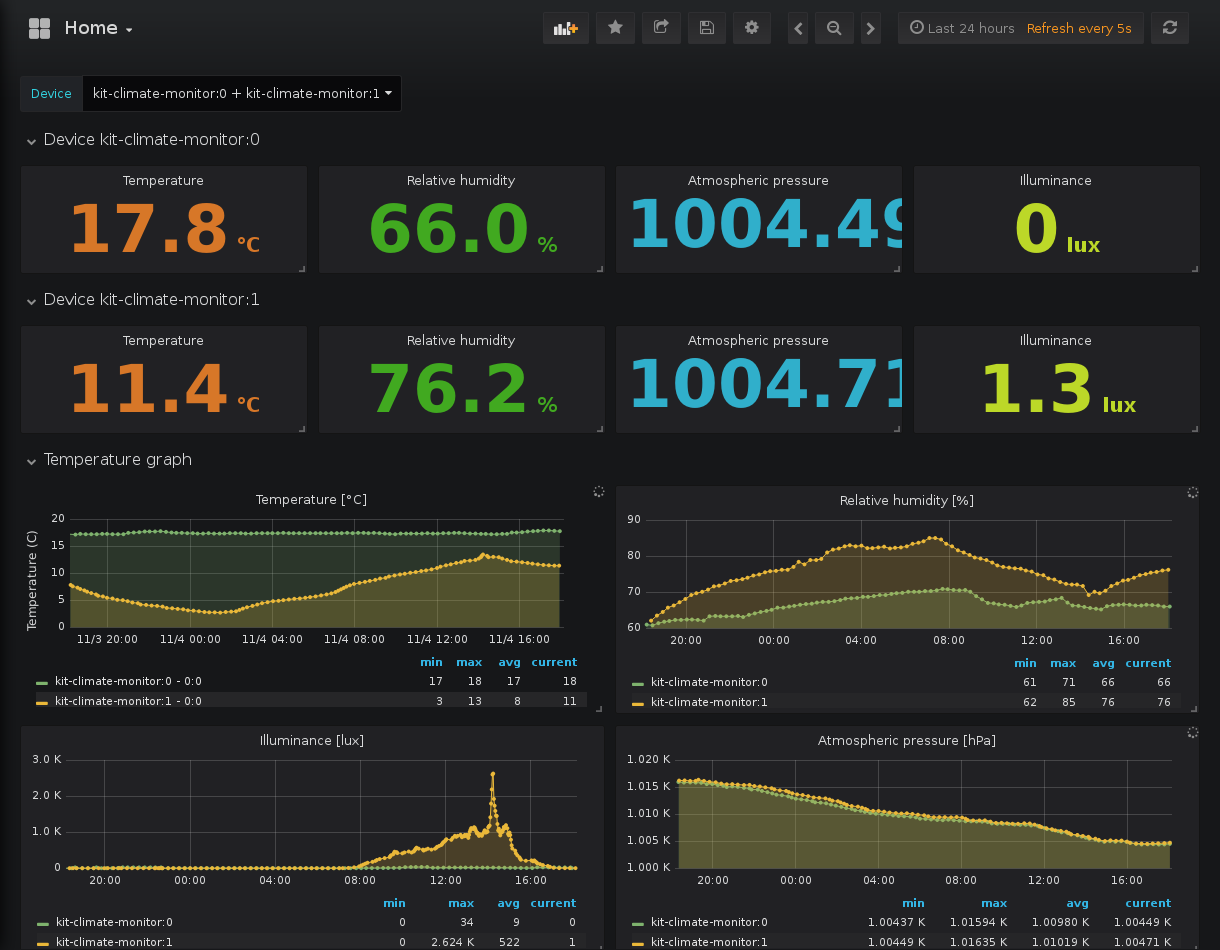 Home
Last 24 hours Refresh every 5s
Device kit-climate-monitor:0 + kit-climate-monitor:1
Device kit-climate-monitor:0
Temperature Relative humidity Atmospheric pressure Illuminance
17.8 °C 66.0 % 1004.49 0 lux
Device kit-climate-monitor:1
Temperature Relative humidity Atmospheric pressure Illuminance
11.4 °C 76.2 % 1004.71 1.3 lux
Temperature graph
Temperature [°C]
Temperature (C)
20
15
10
5
0
11/3 20:00 11/4 00:00 11/4 04:00 11/4 08:00 11/4 12:00 11/4 16:00
min max avg current
kit-climate-monitor:0 - 0:0 17 18 17 18
kit-climate-monitor:1 - 0:0 3 13 8 11
Relative humidity [%]
90
80
70
60
20:00 00:00 04:00 08:00 12:00 16:00
min max avg current
kit-climate-monitor:0 61 71 66 66
kit-climate-monitor:1 62 85 76 76
Illuminance [lux]
3.0 K
2.0 K
1.0 K
0
20:00 00:00 04:00 08:00 12:00 16:00
min max avg current
kit-climate-monitor:0 0 34 9 0
kit-climate-monitor:1 0 2.624 K 522 1
Atmospheric pressure [hPa]
1.020 K
1.015 K
1.010 K
1.005 K
1.000 K
20:00 00:00 04:00 08:00 12:00 16:00
min max avg current
kit-climate-monitor:0 1.00437 K 1.01594 K 1.00980 K 1.00449 K
kit-climate-monitor:1 1.00449 K 1.01635 K 1.01019 K 1.00471 K